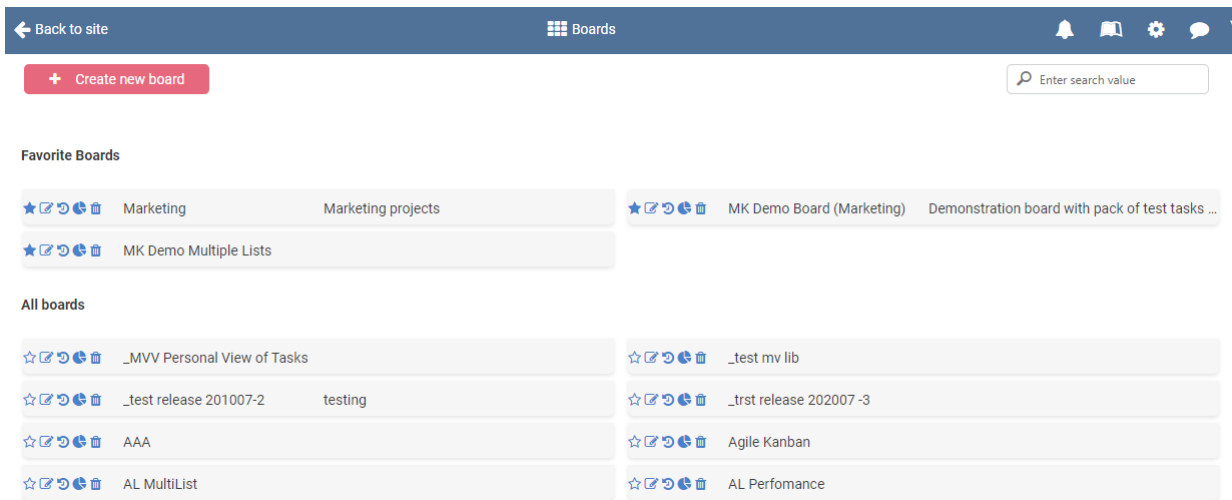 Back to site
Boards
Create new board
Enter search value
Favorite Boards
Marketing Marketing projects
MK Demo Board (Marketing) Demonstration board with pack of test tasks ...
MK Demo Multiple Lists
All boards
_MVV Personal View of Tasks
_test mv lib
_test release 201007-2 testing
_trst release 202007 -3
AAA
Agile Kanban
AL MultiList
AL Perfomance